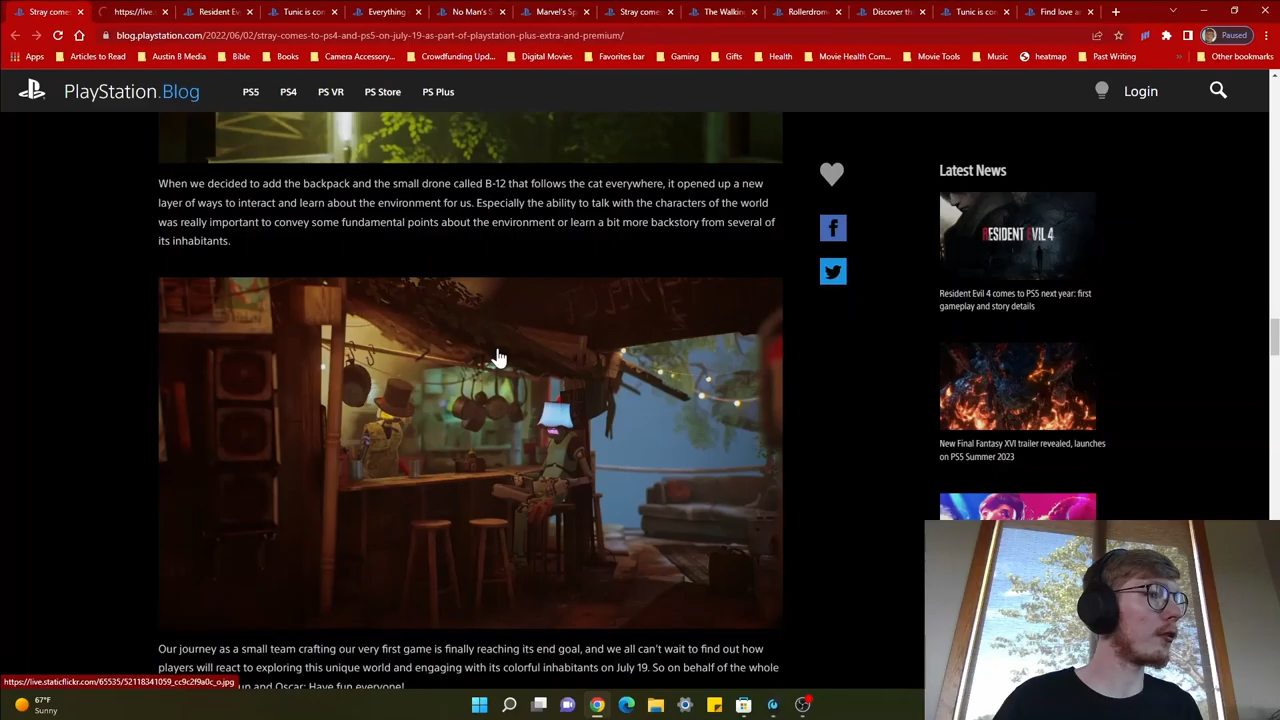 Stray comes
https://live.
Resident Ev
Tunic is co
Everything
No Man's S
Marvel's Sp
Stray come
The Walkin
Rollerdrom
Discover th
Tunic is co
Find love a
blog.playstation.com/2022/06/02/stray-comes-to-ps4-and-ps5-on-july-19-as-part-of-playstation-plus-extra-and-premium/
Paused
Apps
Articles to Read
Austin B Media
Bible
Books
Camera Accessory...
Crowdfunding Upd...
Digital Movies
Favorites bar
Gaming
Gifts
Health
Movie Health Com...
Movie Tools
Music
heatmap
Past Writing
»
Other bookmarks
PlayStation.Blog
PS5
PS4
PS VR
PS Store
PS Plus
Login
When we decided to add the backpack and the small drone called B-12 that follows the cat everywhere, it opened up a new
layer of ways to interact and learn about the environment for us. Especially the ability to talk with the characters of the world
was really important to convey some fundamental points about the environment or learn a bit more backstory from several of
its inhabitants.
Latest News
RESIDENT EVIL 4
Resident Evil 4 comes to PS5 next year: first
gameplay and story details
New Final Fantasy XVI trailer revealed, launches
on PS5 Summer 2023
Our journey as a small team crafting our very first game is finally reaching its end goal, and we all can't wait to find out how
players will react to exploring this unique world and engaging with its colorful inhabitants on July 19. So on behalf of the whole
un and Oscar: Have fun everyone!
https://live.staticflickr.com/65535/52118341059_cc9c2f9a0c_o.jpg
67°F
Sunny